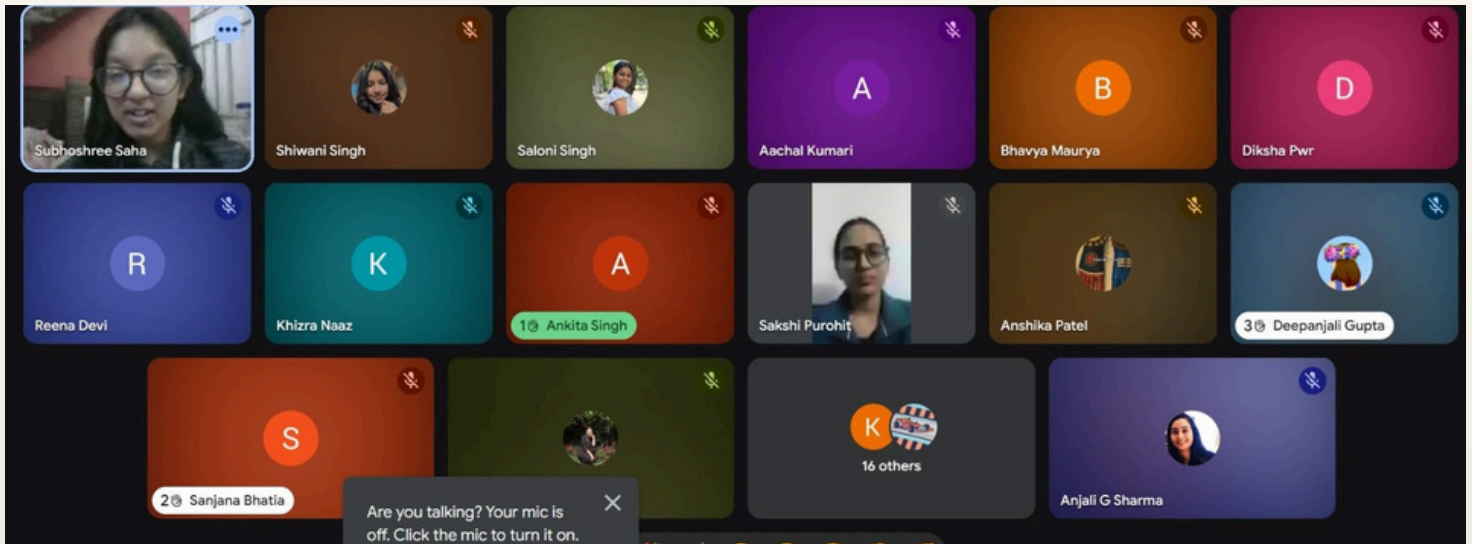 Subhoshree Saha
Shiwani Singh
Saloni Singh
A
Aachal Kumari
B
Bhavya Maurya
D
Diksha Pwr
R
Reena Devi
K
Khizra Naaz
A
1 Ankita Singh
Sakshi Purohit
Anshika Patel
3 Deepanjali Gupta
S
2 Sanjana Bhatia
K
16 others
Anjali G Sharma
Are you talking? Your mic is
off. Click the mic to turn it on.